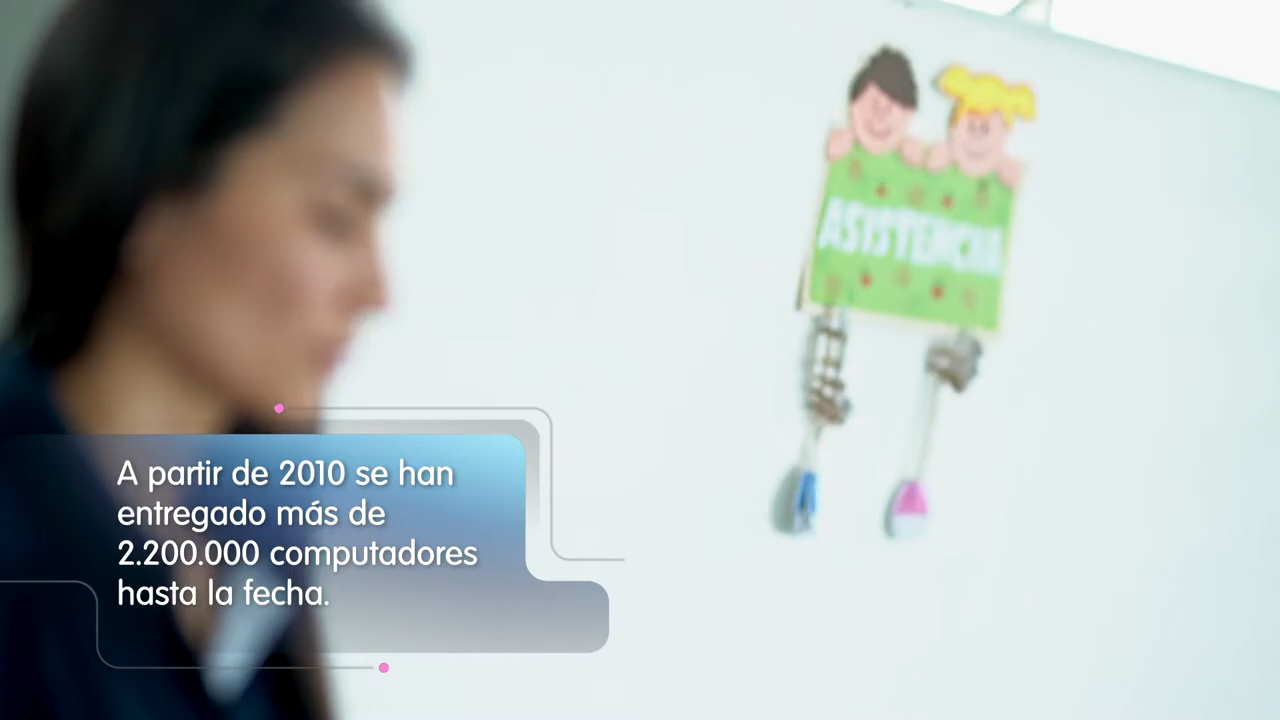 ASISTENCIA
A partir de 2010 se han
entregado más de
2.200.000 computadores
hasta la fecha.